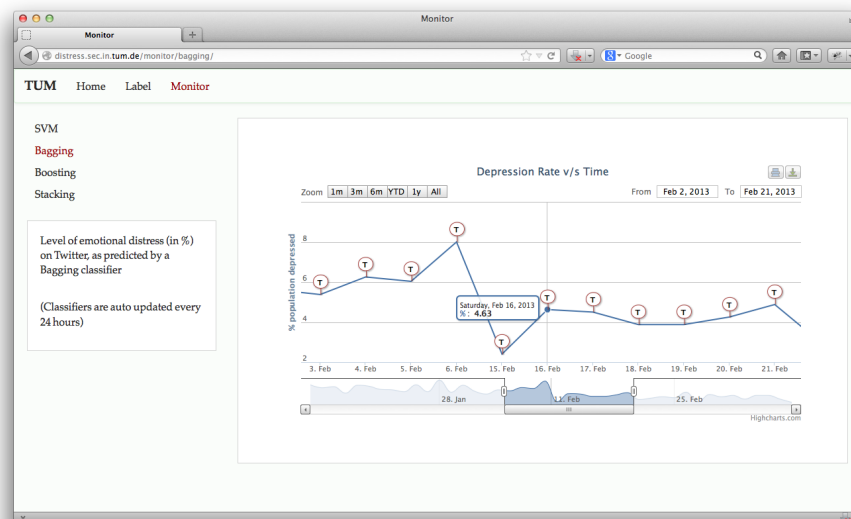 Monitor
Monitor
distress.sec.in.tum.de/monitor/bagging/
Google
TUM Home Label Monitor
SVM
Bagging
Boosting
Stacking
Level of emotional distress (in %)
on Twitter, as predicted by a
Bagging classifier
(Classifiers are auto updated every
24 hours)
Depression Rate v/s Time
Zoom 1m 3m 6m YTD 1y All
From Feb 2, 2013 To Feb 21, 2013
% population depressed
8
6
4
2
T T T T T T T T T T T
Saturday, Feb 16, 2013
% : 4.63
3. Feb 4. Feb 5. Feb 6. Feb 15. Feb 16. Feb 17. Feb 18. Feb 19. Feb 20. Feb 21. Feb
28. Jan 11. Feb 25. Feb
Highcharts.com
x